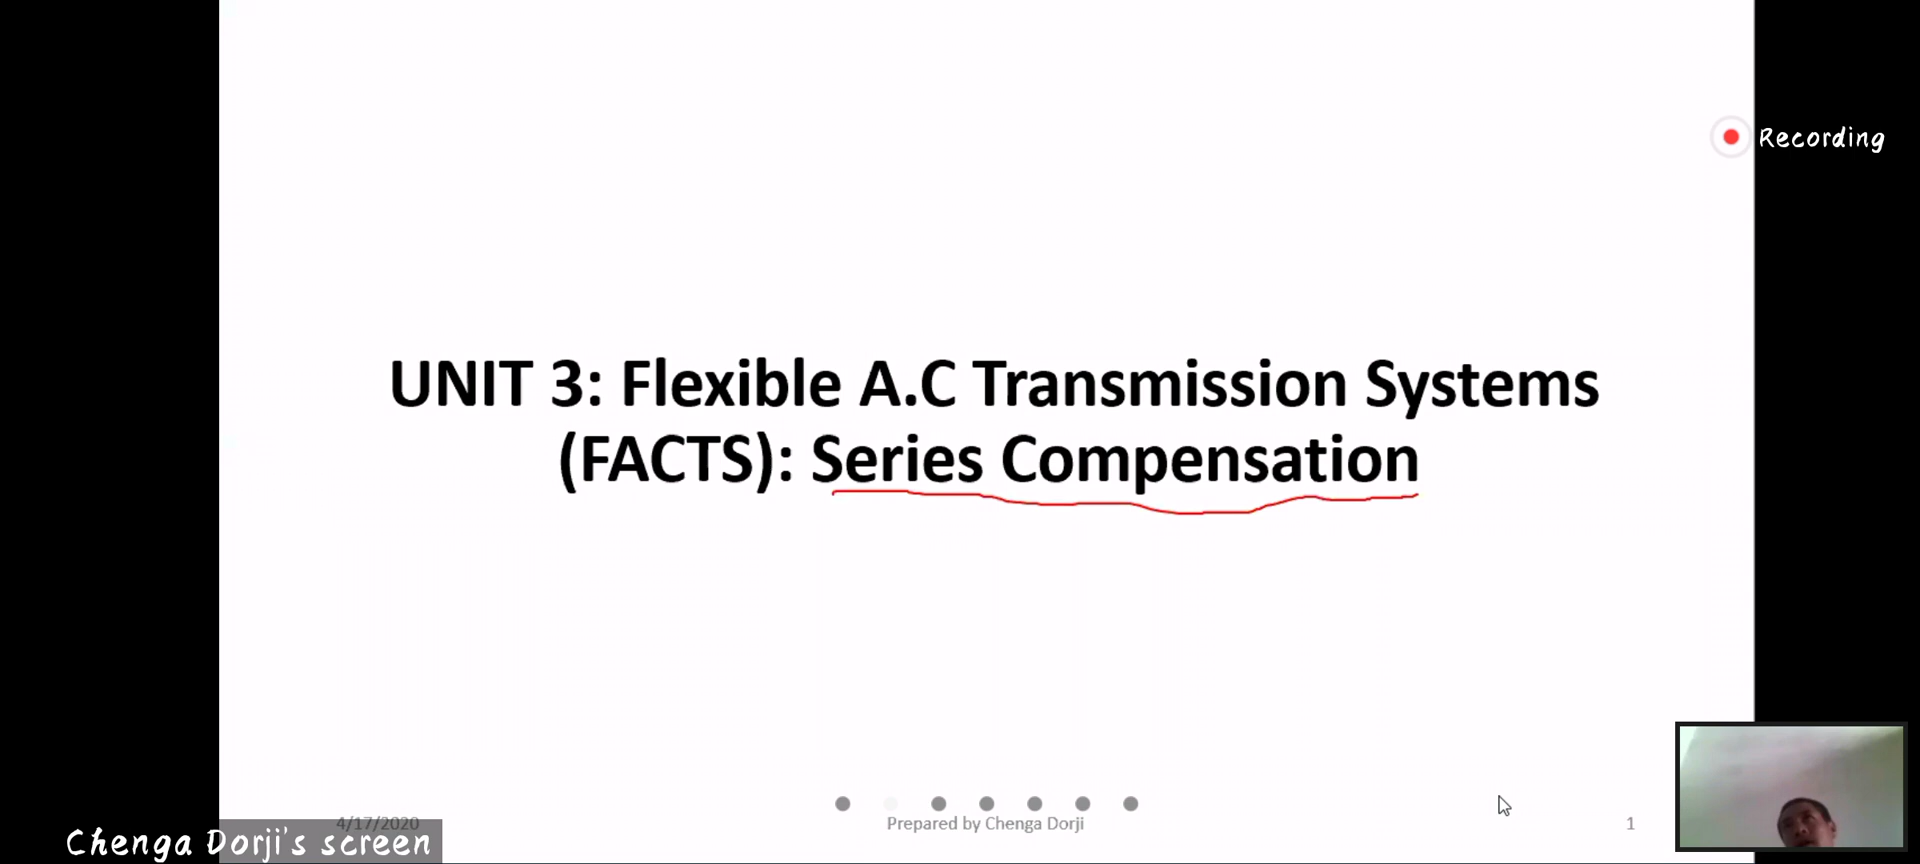 Recording
UNIT 3: Flexible A.C Transmission Systems
(FACTS): Series Compensation
4/17/2020
Prepared by Chenga Dorji
1
Chenga Dorji's screen